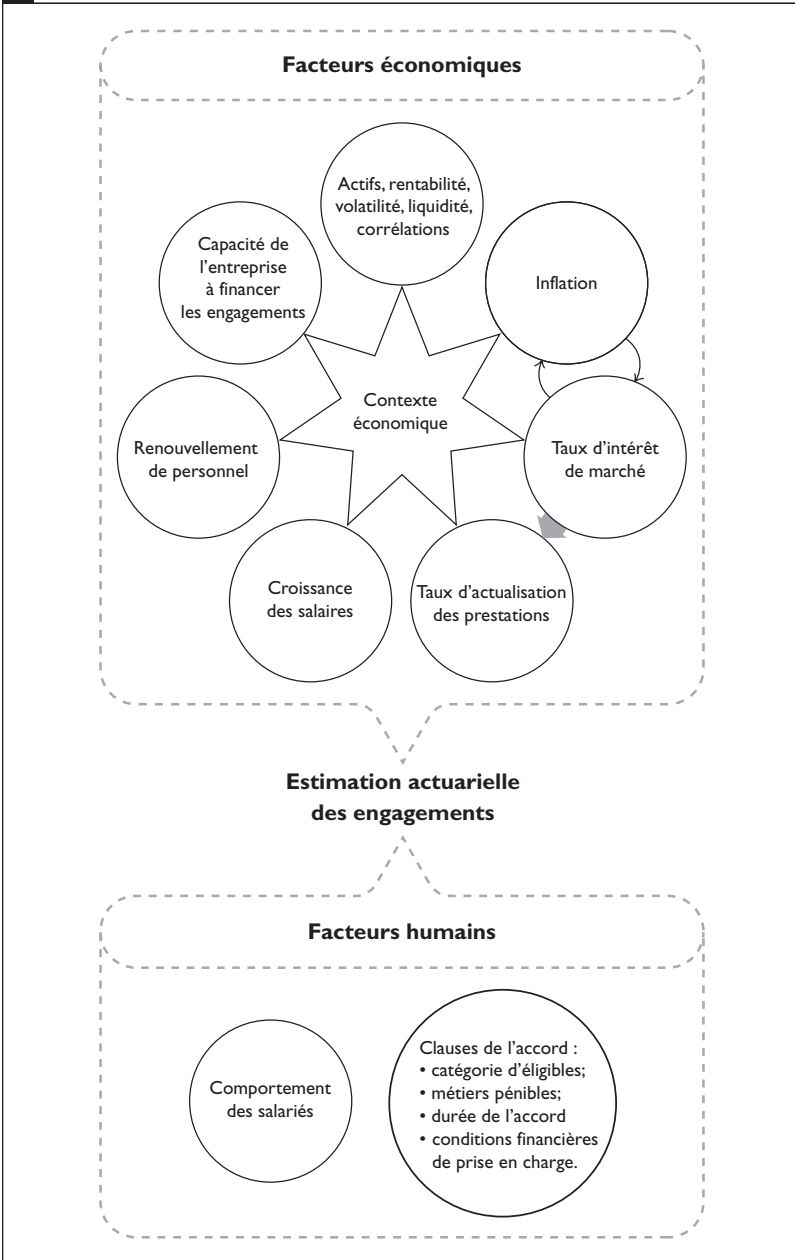 Facteurs économiques
Actifs, rentabilité,
volatilité, liquidité,
corrélations
Capacité de
l'entreprise
à financer
les engagements
Inflation
Contexte
économique
Renouvellement
de personnel
Taux d'intérêt
de marché
Croissance
des salaires
Taux d'actualisation
des prestations
Estimation actuarielle
des engagements
Facteurs humains
Comportement
des salariés
Clauses de l'accord :
• catégorie d'éligibles;
• métiers pénibles;
• durée de l'accord
• conditions financières
de prise en charge.